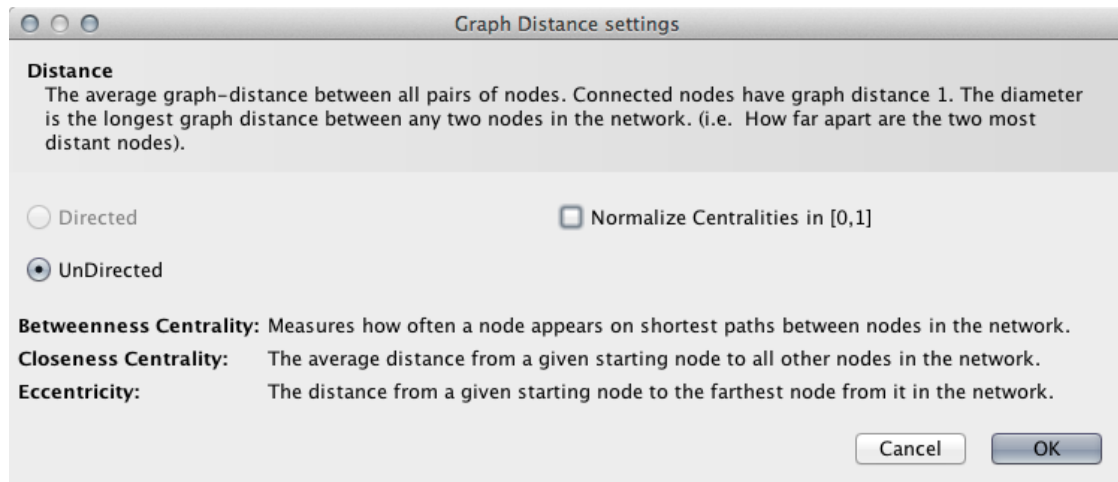 Graph Distance settings
Distance
The average graph-distance between all pairs of nodes. Connected nodes have graph distance 1. The diameter
is the longest graph distance between any two nodes in the network. (i.e.  How far apart are the two most
distant nodes).
Directed
Normalize Centralities in [0,1]
UnDirected
Betweenness Centrality: Measures how often a node appears on shortest paths between nodes in the network.
Closeness Centrality: The average distance from a given starting node to all other nodes in the network.
Eccentricity: The distance from a given starting node to the farthest node from it in the network.
Cancel
OK